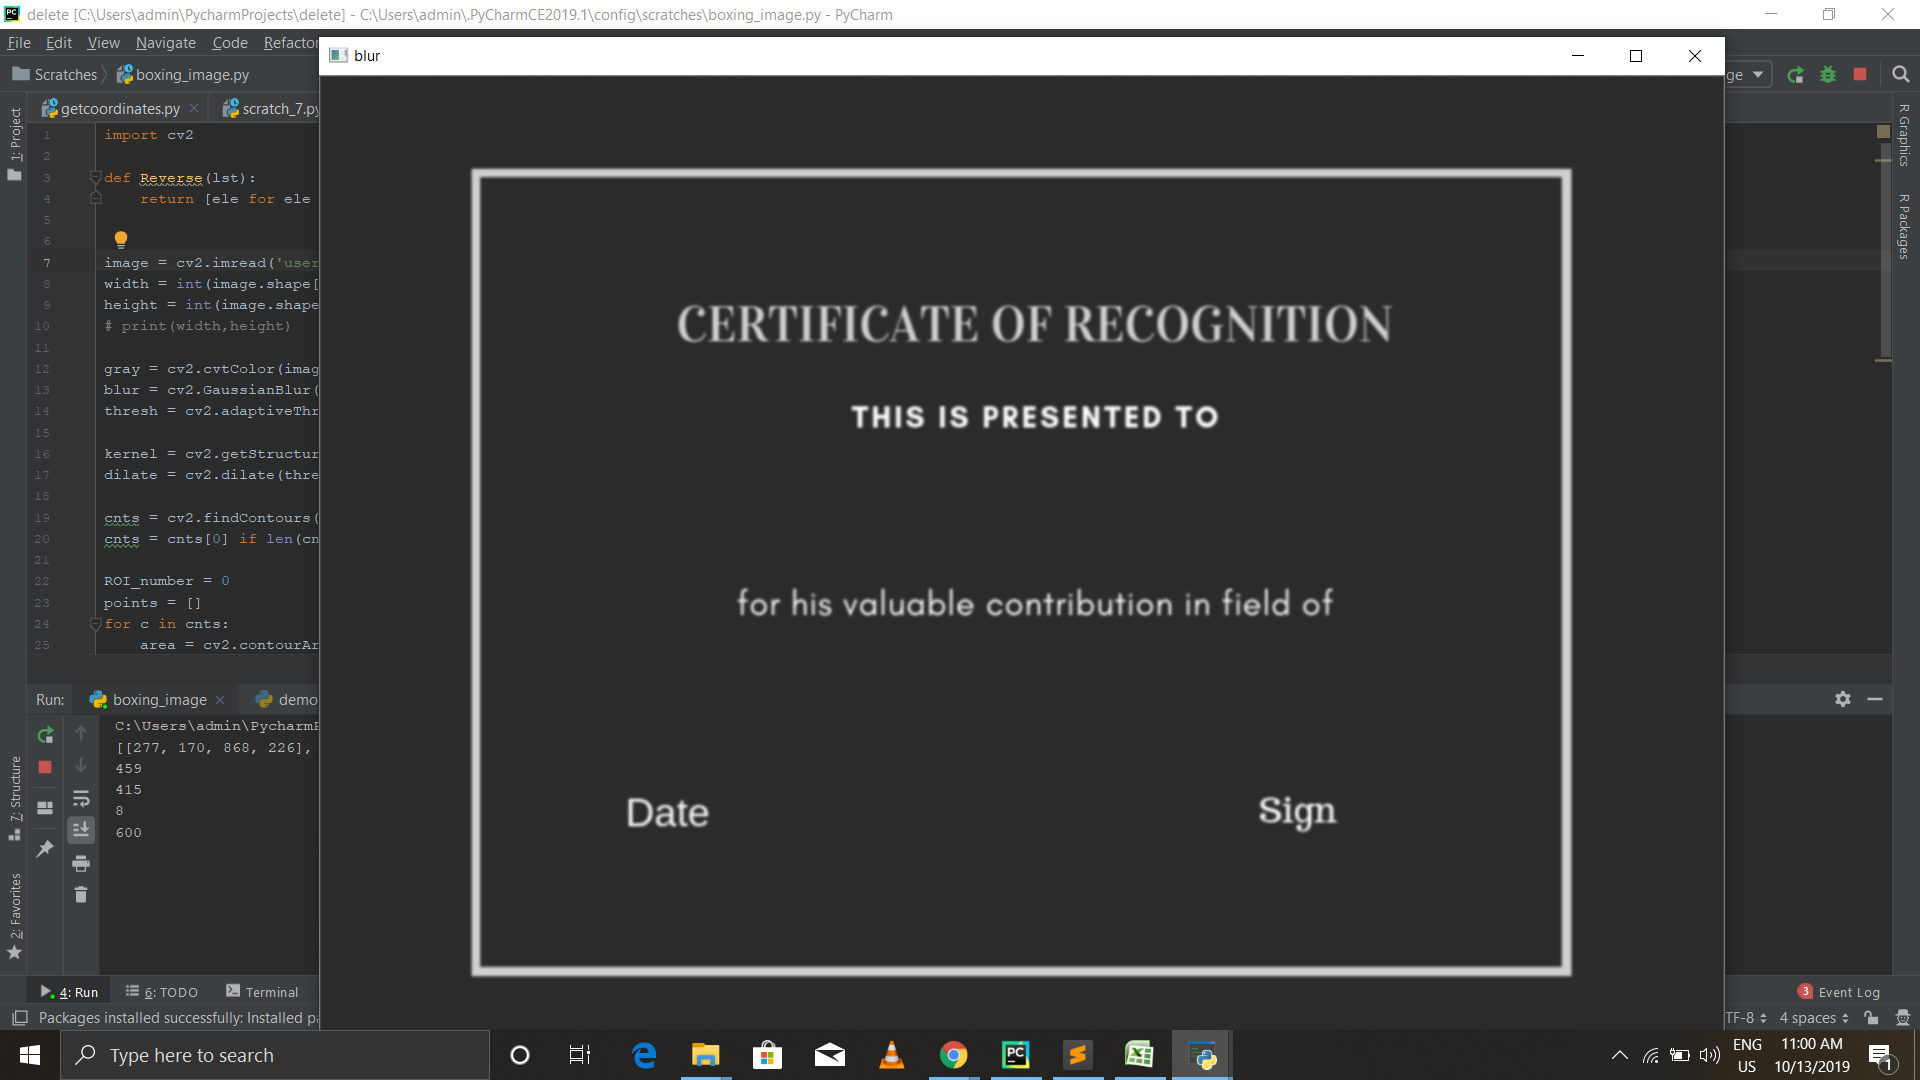 delete [C:\Users\admin\PycharmProjects\delete] - C:\Users\admin\.PyCharmCE2019.1\config\scratches\boxing_image.py - PyCharm
File Edit View Navigate Code Refactor
blur
Scratches boxing_image.py
ge
getcoordinates.py scratch_7.py
1: Project
R Graphics
R Packages
1 import cv2
2
3 def Reverse(lst):
4 return [ele for ele
5
6
7 image = cv2.imread('user
8 width = int(image.shape[
9 height = int(image.shape
10 # print(width,height)
11
12 gray = cv2.cvtColor(imag
13 blur = cv2.GaussianBlur(
14 thresh = cv2.adaptiveThr
15
16 kernel = cv2.getStructur
17 dilate = cv2.dilate(thre
18
19 cnts = cv2.findContours(
20 cnts = cnts[0] if len(cn
21
22 ROI_number = 0
23 points = []
24 for c in cnts:
25 area = cv2.contourAr
CERTIFICATE OF RECOGNITION
THIS IS PRESENTED TO
for his valuable contribution in field of
Date Sign
Run: boxing_image demo
C:\Users\admin\Pycharm
[[277, 170, 868, 226],
459
415
8
600
7: Structure
2: Favorites
4: Run 6: TODO Terminal
3 Event Log
Packages installed successfully: Installed
TF-8 4 spaces
Type here to search
ENG
US
11:00 AM
10/13/2019
1